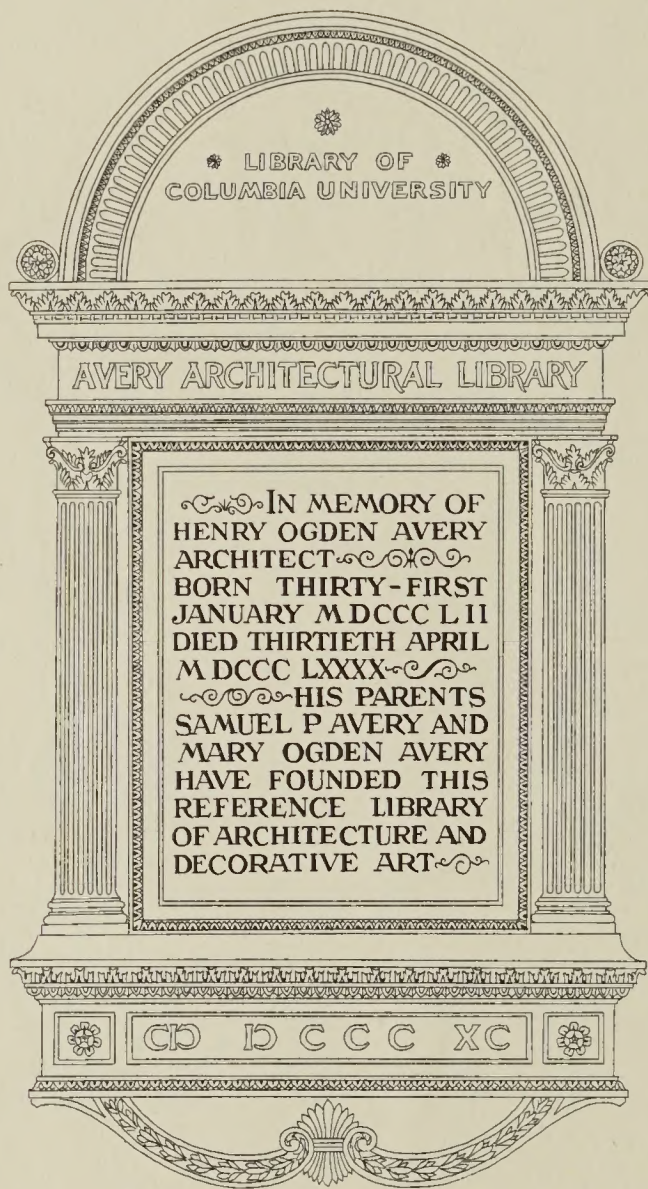 LIBRARY OF
COLUMBIA UNIVERSITY
AVERY ARCHITECTURAL LIBRARY
IN MEMORY OF
HENRY OGDEN AVERY
ARCHITECT
BORN THIRTY-FIRST
JANUARY MDCCC LII
DIED THIRTIETH APRIL
M DCCC LXXXX
HIS PARENTS
SAMUEL P AVERY AND
MARY OGDEN AVERY
HAVE FOUNDED THIS
REFERENCE LIBRARY
OF ARCHITECTURE AND
DECORATIVE ART
CIƆ IƆ C C C XC